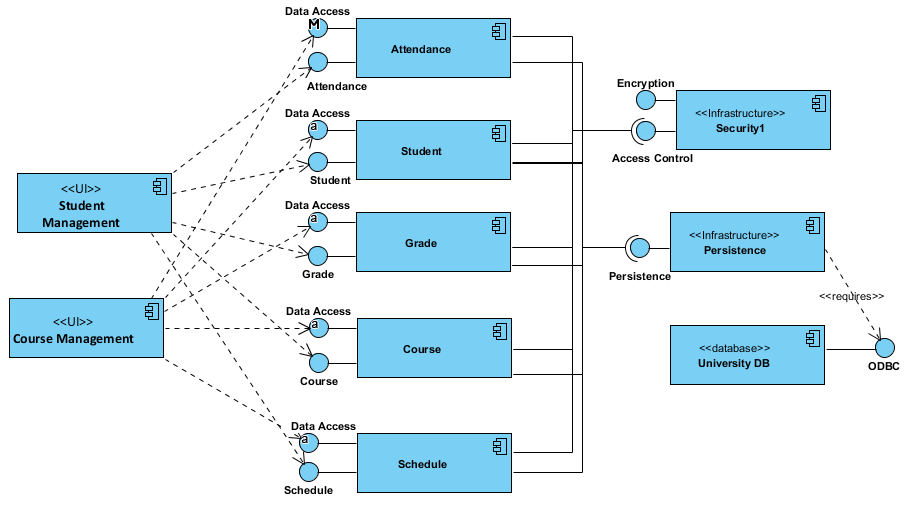 Data Access
M
Attendance
Attendance
Encryption
<<Infrastructure>>
Security1
Access Control
Data Access
a
Student
Student
<<UI>>
Student
Management
Data Access
a
Grade
Grade
<<Infrastructure>>
Persistence
Persistence
<<requires>>
<<UI>>
Course Management
Data Access
a
Course
Course
<<database>>
University DB
ODBC
Data Access
a
Schedule
Schedule